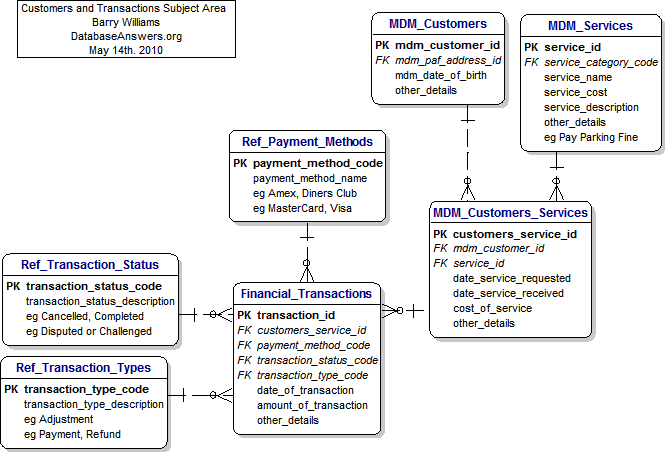 Customers and Transactions Subject Area
Barry Williams
DatabaseAnswers.org
May 14th. 2010
MDM_Customers
PK mdm_customer_id
FK mdm_paf_address_id
mdm_date_of_birth
other_details
MDM_Services
PK service_id
FK service_category_code
service_name
service_cost
service_description
other_details
eg Pay Parking Fine
Ref_Payment_Methods
PK payment_method_code
payment_method_name
eg Amex, Diners Club
eg MasterCard, Visa
MDM_Customers_Services
PK customers_service_id
FK mdm_customer_id
FK service_id
date_service_requested
date_service_received
cost_of_service
other_details
Ref_Transaction_Status
PK transaction_status_code
transaction_status_description
eg Cancelled, Completed
eg Disputed or Challenged
Financial_Transactions
PK transaction_id
FK customers_service_id
FK payment_method_code
FK transaction_status_code
FK transaction_type_code
date_of_transaction
amount_of_transaction
other_details
Ref_Transaction_Types
PK transaction_type_code
transaction_type_description
eg Adjustment
eg Payment, Refund